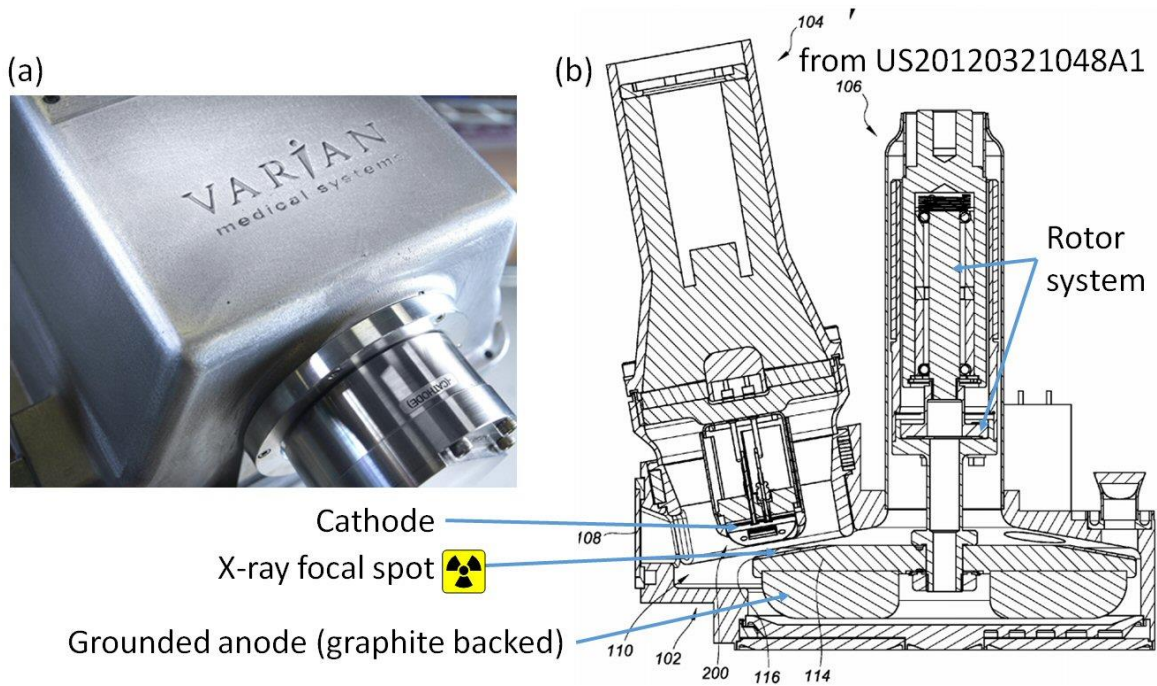 (a)
VARIAN
medical systems
(CATHODE)
(b)
104
from US20120321048A1
106
Rotor
system
Cathode
108
X-ray focal spot
Grounded anode (graphite backed)
110
102
200
116
114